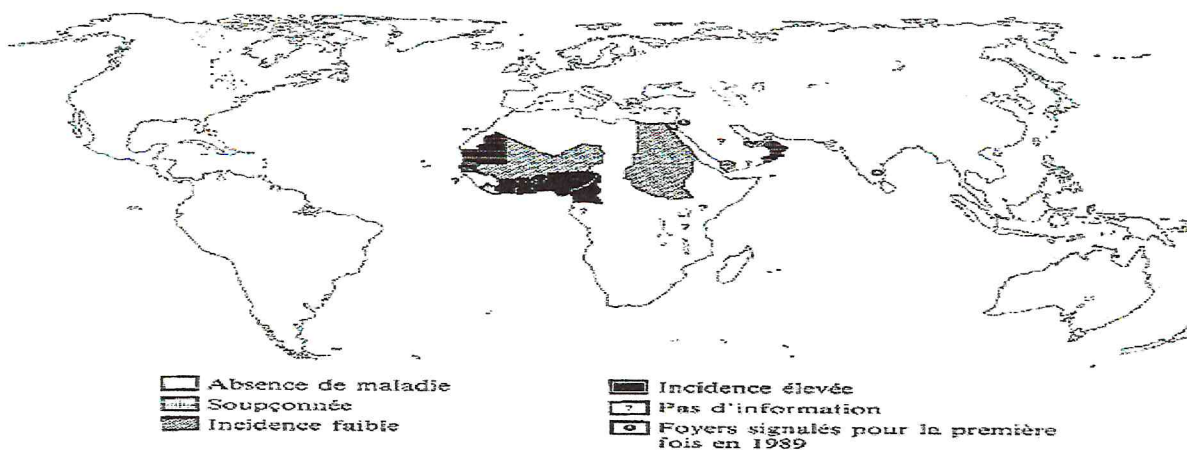 Absence de maladie
Soupçonnée
Incidence faible
Incidence élevée
? Pas d'information
Foyers signalés pour la première
fois en 1989